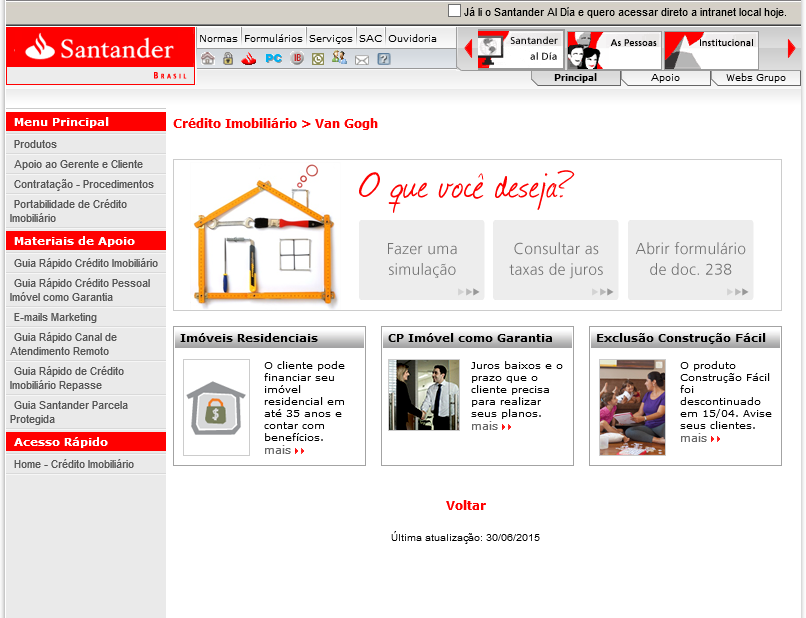 Já li o Santander Al Día e quero acessar direto a intranet local hoje.
Santander
BRASIL
Normas Formulários Serviços SAC Ouvidoria
PC IB
Santander
al Día
As Pessoas
Institucional
Principal Apoio Webs Grupo
Menu Principal
Produtos
Apoio ao Gerente e Cliente
Contratação - Procedimentos
Portabilidade de Crédito
Imobiliário
Materiais de Apoio
Guia Rápido Crédito Imobiliário
Guia Rápido Crédito Pessoal
Imóvel como Garantia
E-mails Marketing
Guia Rápido Canal de
Atendimento Remoto
Guia Rápido de Crédito
Imobiliário Repasse
Guia Santander Parcela
Protegida
Acesso Rápido
Home - Crédito Imobiliário
Crédito Imobiliário > Van Gogh
O que você deseja?
Fazer uma
simulação
Consultar as
taxas de juros
Abrir formulário
de doc. 238
Imóveis Residenciais
O cliente pode
financiar seu
imóvel
residencial em
até 35 anos e
contar com
benefícios.
mais
CP Imóvel como Garantia
Juros baixos e o
prazo que o
cliente precisa
para realizar
seus planos.
mais
Exclusão Construção Fácil
O produto
Construção Fácil
foi
descontinuado
em 15/04. Avise
seus clientes.
mais
Voltar
Última atualização: 30/06/2015